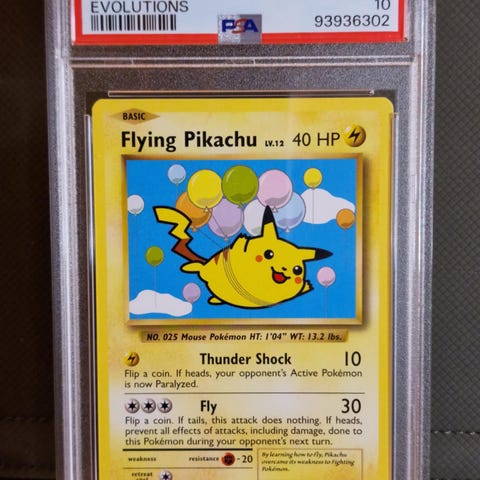 EVOLUTIONS 10
PSA 93936302
BASIC
Flying Pikachu LV.12 40 HP
NO. 025 Mouse Pokémon HT: 1'04" WT: 13.2 lbs.
Thunder Shock 10
Flip a coin. If heads, your opponent's Active Pokémon
is now Paralyzed.
Fly 30
Flip a coin. If tails, this attack does nothing. If heads,
prevent all effects of attacks, including damage, done to
this Pokémon during your opponent's next turn.
weakness resistance -20
retreat
By learning how to fly, Pikachu
overcame its weakness to Fighting
Pokémon.